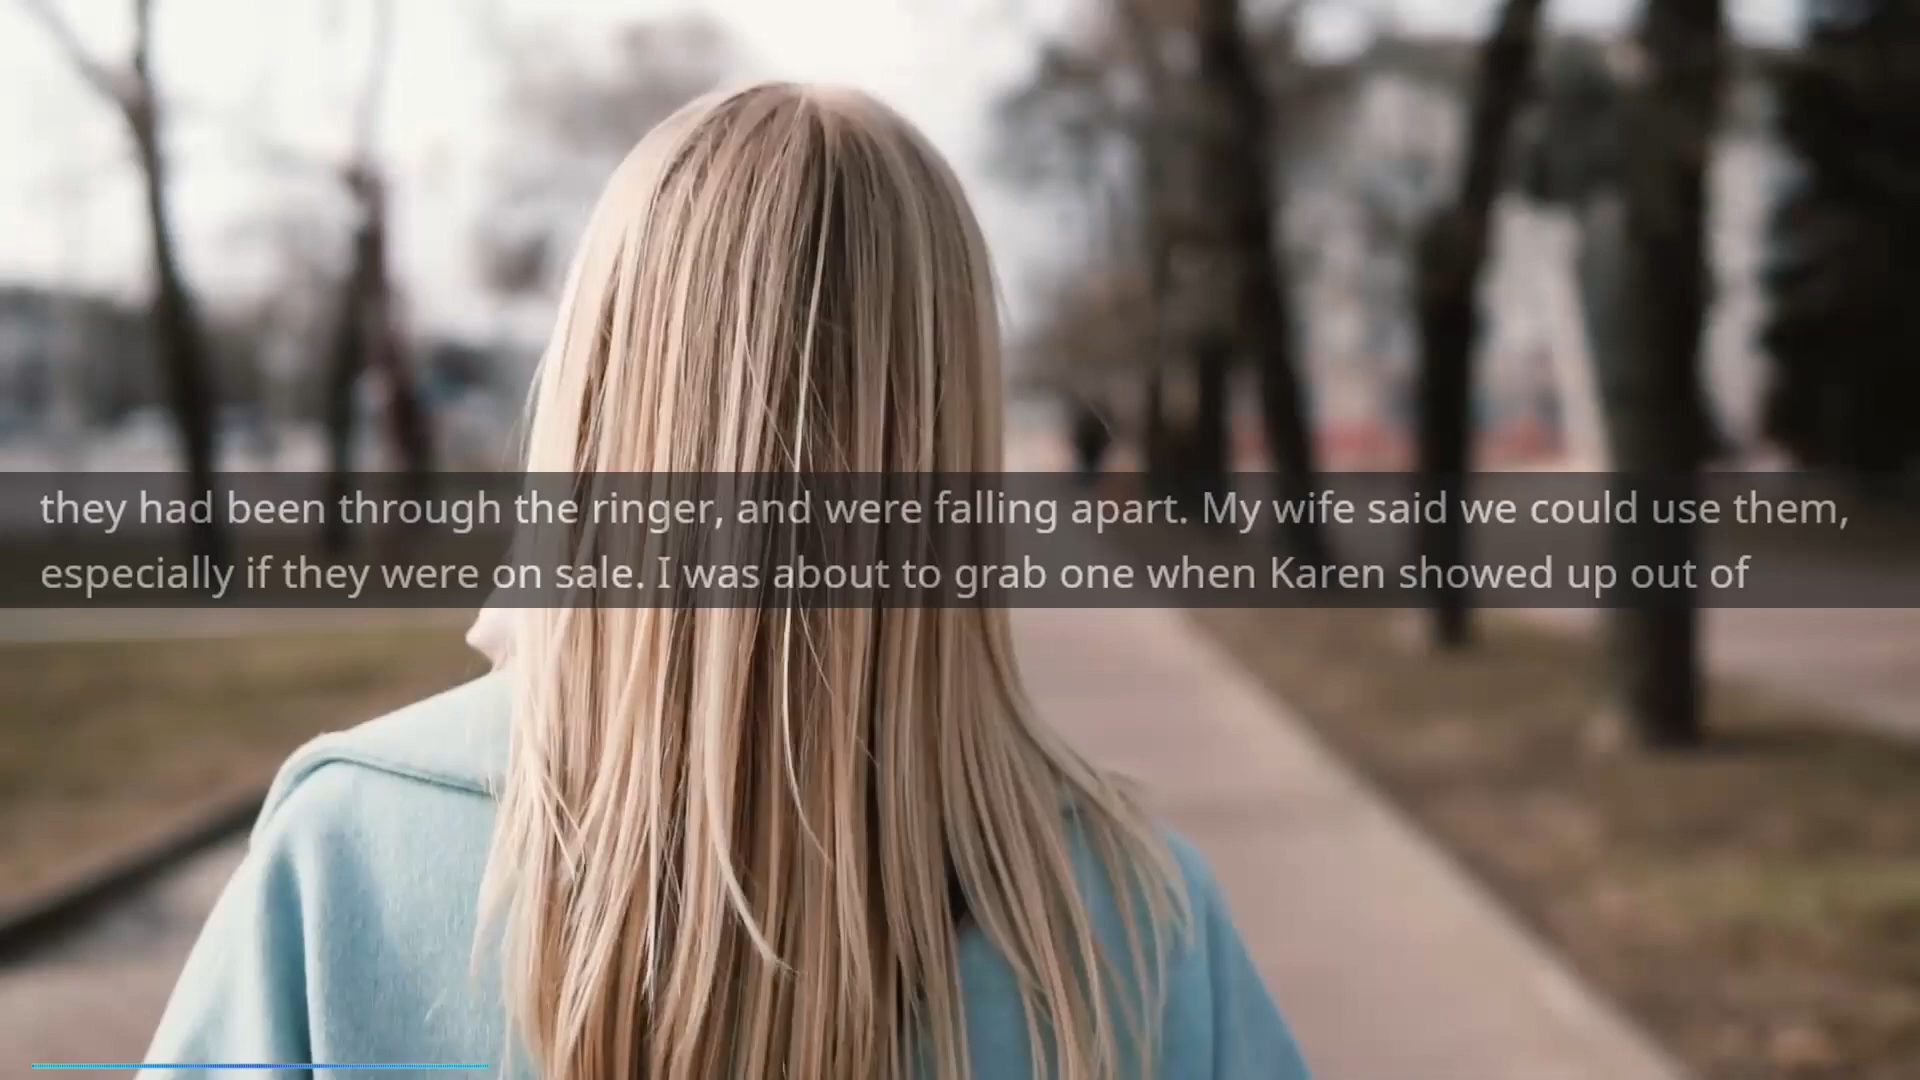 they had been through the ringer, and were falling apart. My wife said we could use them,
especially if they were on sale. I was about to grab one when Karen showed up out of